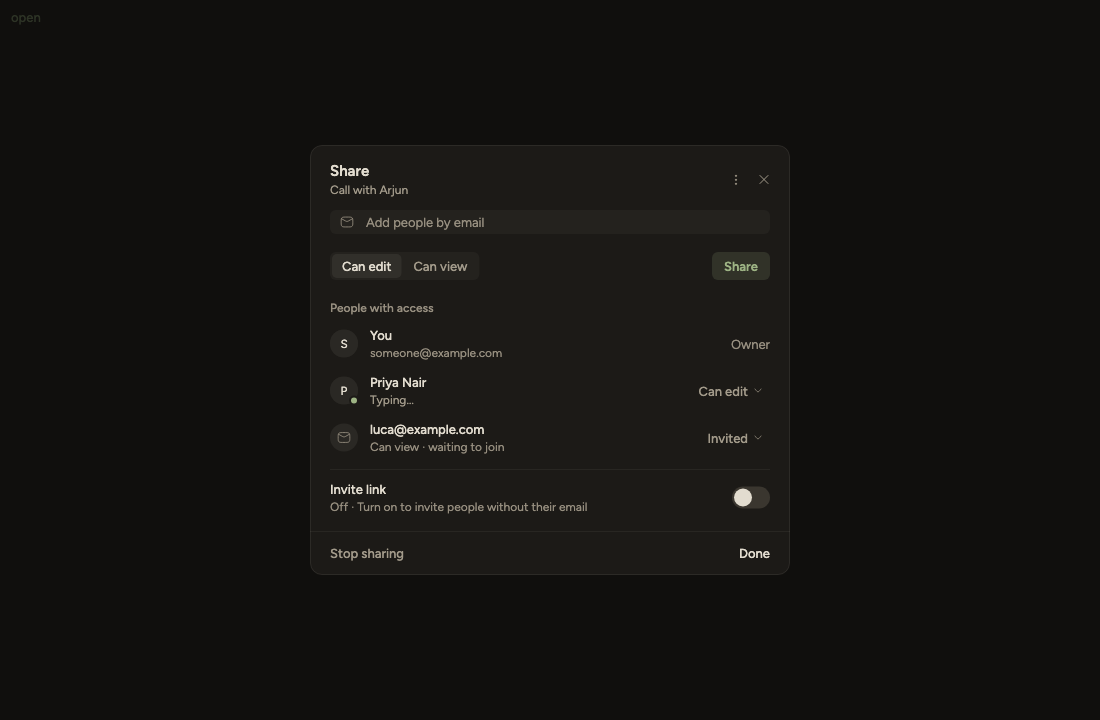 open
Share
Call with Arjun
Add people by email
Can edit
Can view
Share
People with access
S
You
someone@example.com
Owner
P
Priya Nair
Typing…
Can edit
luca@example.com
Can view · waiting to join
Invited
Invite link
Off · Turn on to invite people without their email
Stop sharing
Done